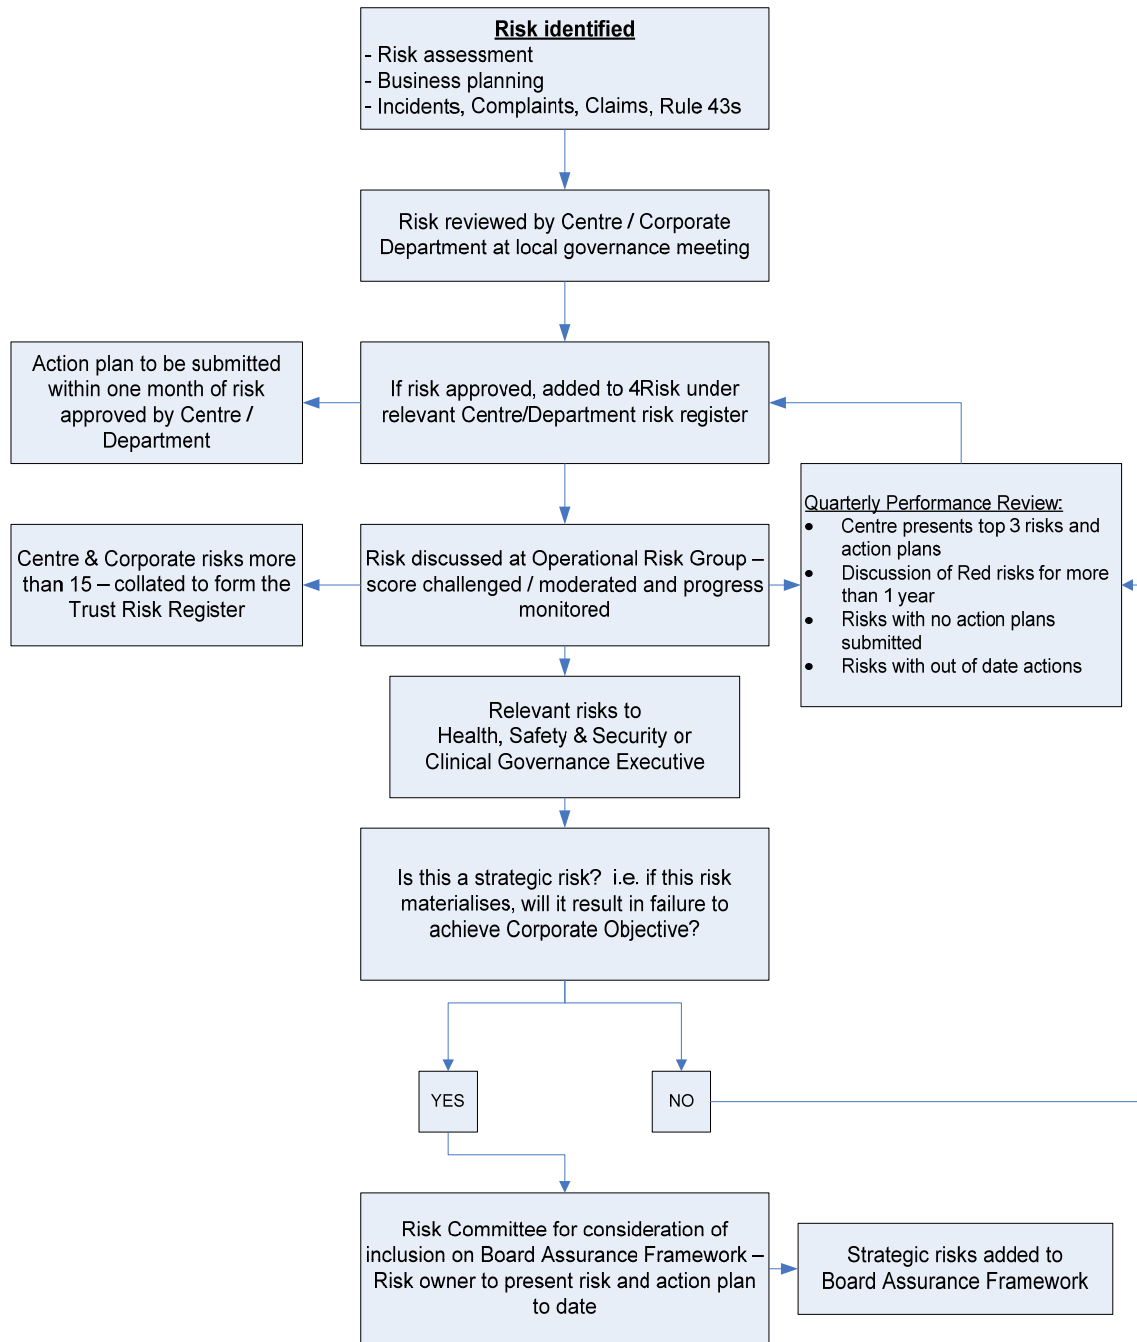 Risk identified
- Risk assessment
- Business planning
- Incidents, Complaints, Claims, Rule 43s
Risk reviewed by Centre / Corporate
Department at local governance meeting
Action plan to be submitted
within one month of risk
approved by Centre /
Department
If risk approved, added to 4Risk under
relevant Centre/Department risk register
Quarterly Performance Review:
• Centre presents top 3 risks and
action plans
• Discussion of Red risks for more
than 1 year
• Risks with no action plans
submitted
• Risks with out of date actions
Centre & Corporate risks more
than 15 – collated to form the
Trust Risk Register
Risk discussed at Operational Risk Group –
score challenged / moderated and progress
monitored
Relevant risks to
Health, Safety & Security or
Clinical Governance Executive
Is this a strategic risk?  i.e. if this risk
materialises, will it result in failure to
achieve Corporate Objective?
YES
NO
Risk Committee for consideration of
inclusion on Board Assurance Framework –
Risk owner to present risk and action plan
to date
Strategic risks added to
Board Assurance Framework